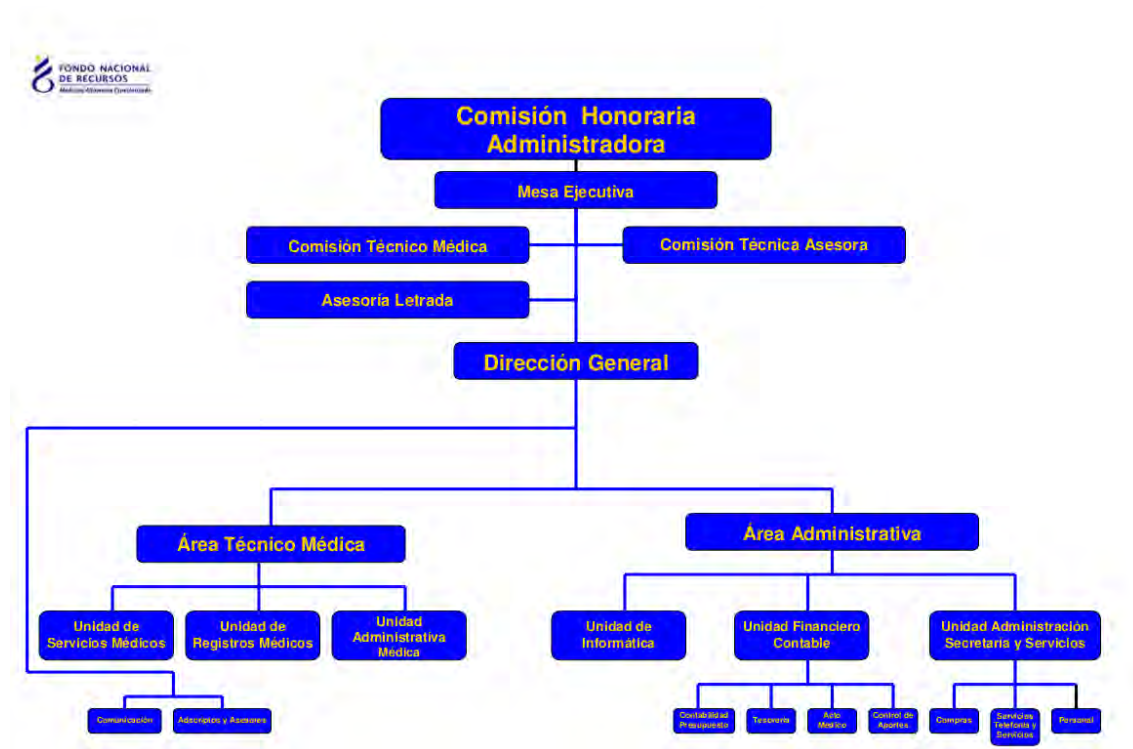 FONDO NACIONAL
DE RECURSOS
Medicina Altamente Especializada
Comisión Honoraria
Administradora
Mesa Ejecutiva
Comisión Técnico Médica
Comisión Técnica Asesora
Asesoría Letrada
Dirección General
Área Técnico Médica
Área Administrativa
Unidad de
Servicios Médicos
Unidad de
Registros Médicos
Unidad
Administrativa
Médica
Unidad de
Informática
Unidad Financiero
Contable
Unidad Administración
Secretaría y Servicios
Comunicación
Adscriptos y Asesores
Contabilidad
Presupuesto
Tesorería
Acto
Médico
Control de
Aportes
Compras
Servicios
Telefonía y
Servicios
Personal